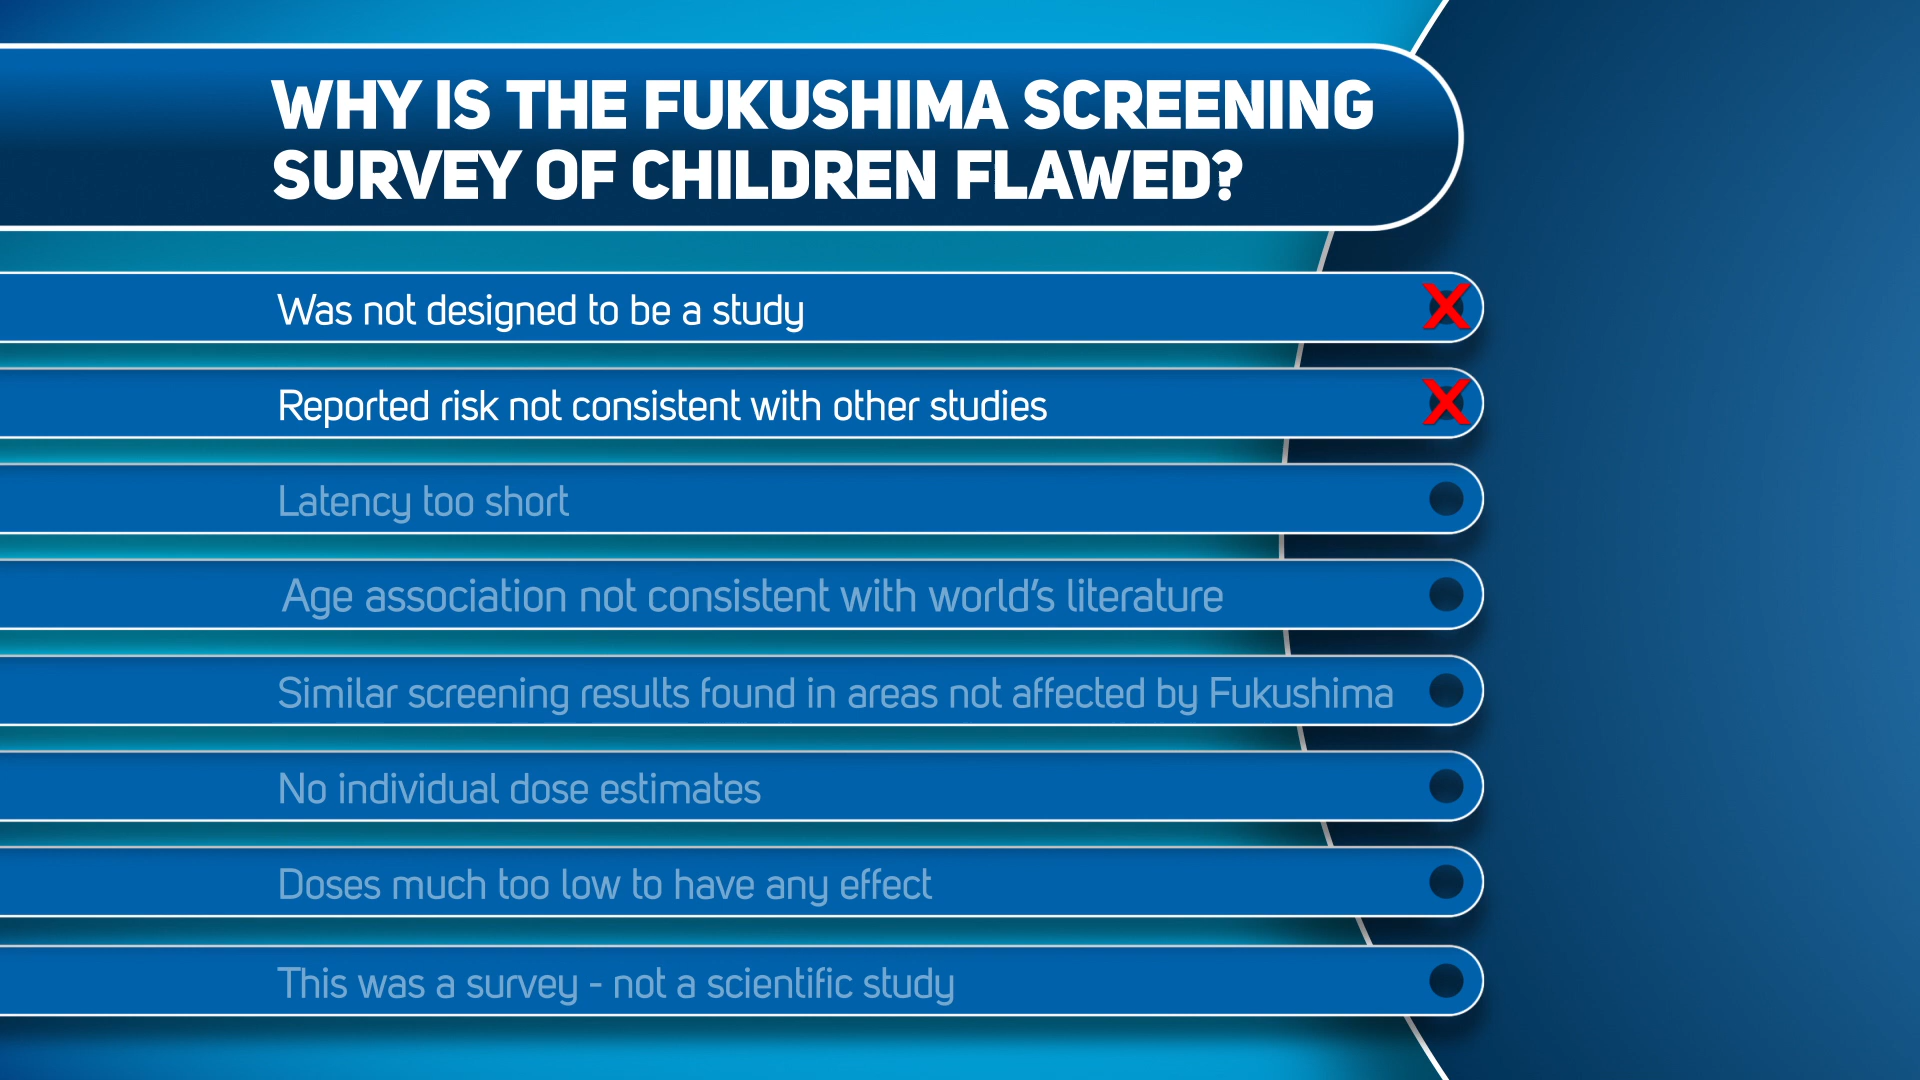 WHY IS THE FUKUSHIMA SCREENING
SURVEY OF CHILDREN FLAWED?
Was not designed to be a study
X
Reported risk not consistent with other studies
X
Latency too short
Age association not consistent with world's literature
Similar screening results found in areas not affected by Fukushima
No individual dose estimates
Doses much too low to have any effect
This was a survey - not a scientific study